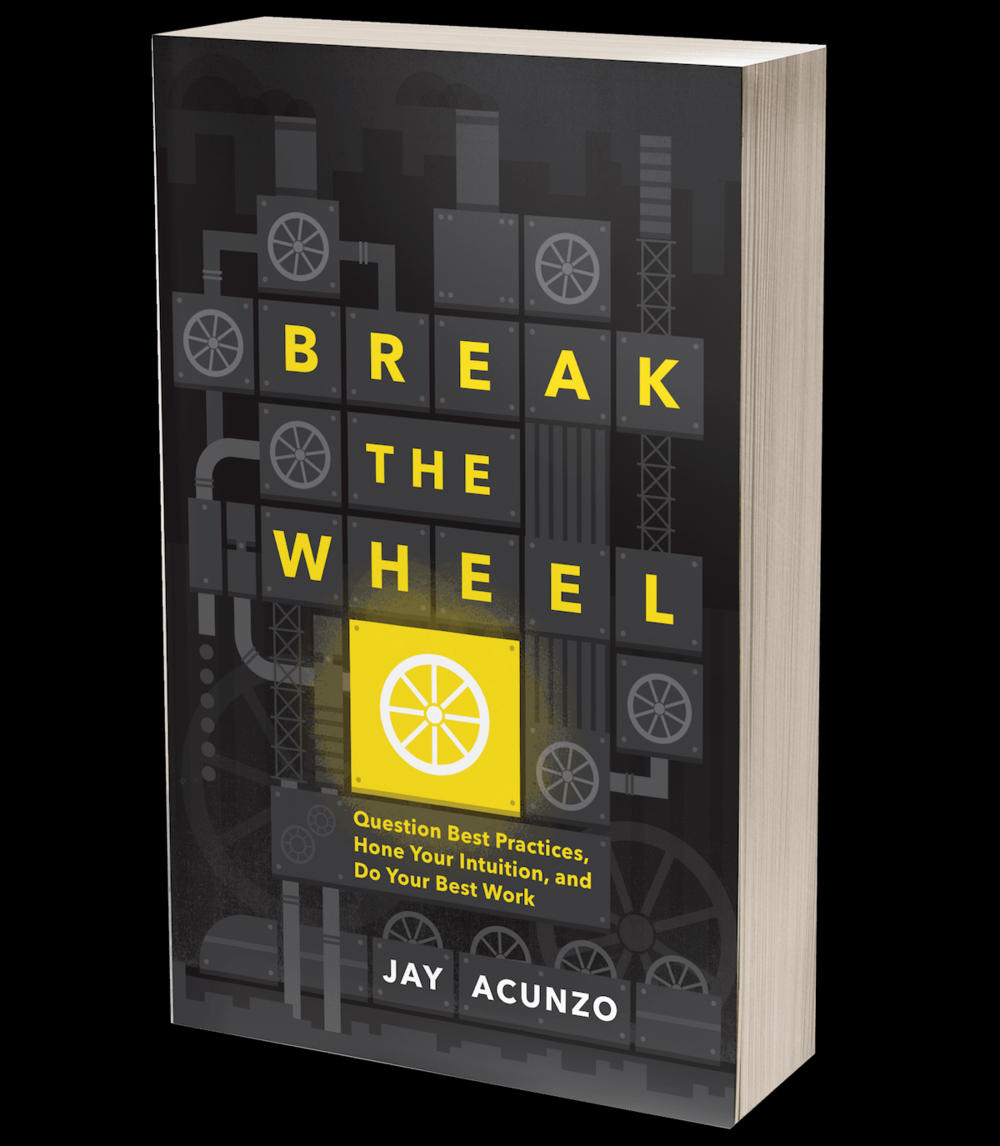 BREAK
THE
WHEEL
Question Best Practices,
Hone Your Intuition, and
Do Your Best Work
JAY ACUNZO